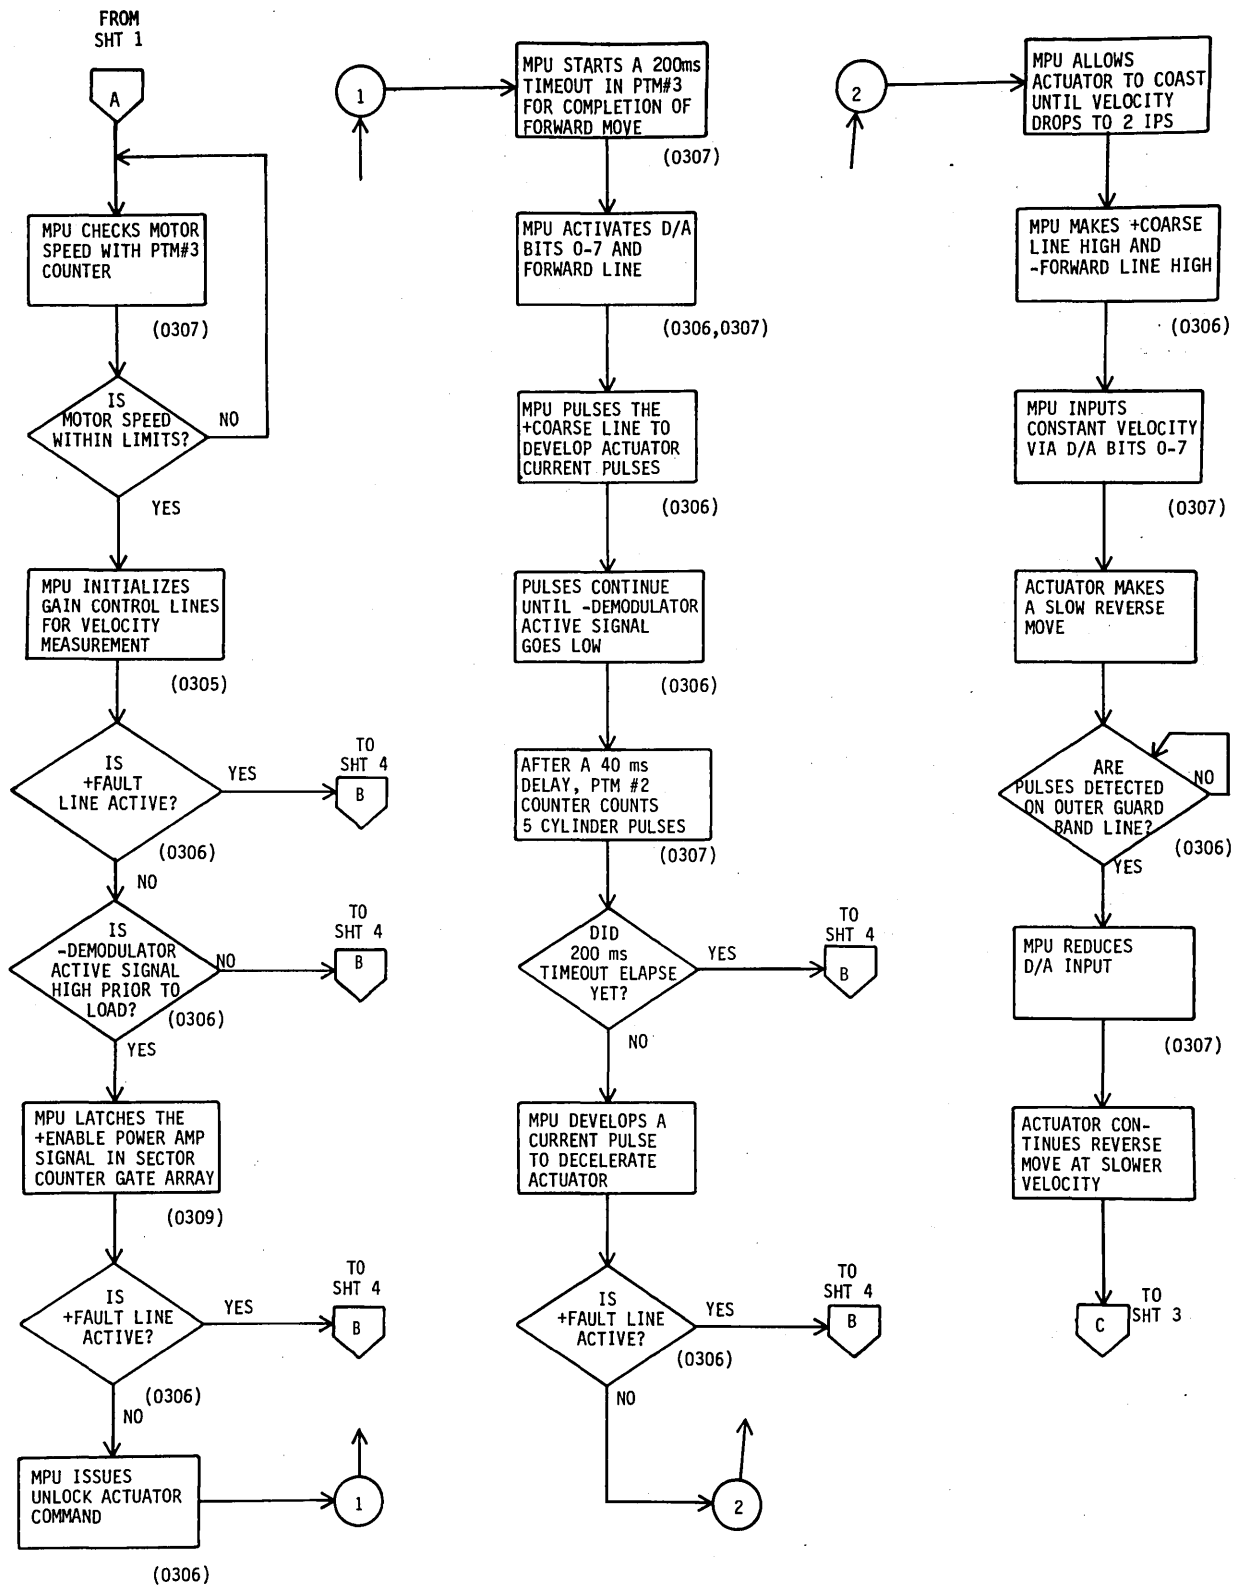 FROM
SHT 1
A
MPU CHECKS MOTOR
SPEED WITH PTM#3
COUNTER
(0307)
IS
MOTOR SPEED
WITHIN LIMITS?
NO
YES
MPU INITIALIZES
GAIN CONTROL LINES
FOR VELOCITY
MEASUREMENT
(0305)
IS
+FAULT
LINE ACTIVE?
YES
TO
SHT 4
B
(0306)
NO
IS
-DEMODULATOR
ACTIVE SIGNAL
HIGH PRIOR TO
LOAD?
NO
TO
SHT 4
B
(0306)
YES
MPU LATCHES THE
+ENABLE POWER AMP
SIGNAL IN SECTOR
COUNTER GATE ARRAY
(0309)
IS
+FAULT LINE
ACTIVE?
YES
TO
SHT 4
B
(0306)
NO
MPU ISSUES
UNLOCK ACTUATOR
COMMAND
(0306)
1
1
MPU STARTS A 200ms
TIMEOUT IN PTM#3
FOR COMPLETION OF
FORWARD MOVE
(0307)
MPU ACTIVATES D/A
BITS 0-7 AND
FORWARD LINE
(0306,0307)
MPU PULSES THE
+COARSE LINE TO
DEVELOP ACTUATOR
CURRENT PULSES
(0306)
PULSES CONTINUE
UNTIL -DEMODULATOR
ACTIVE SIGNAL
GOES LOW
(0306)
AFTER A 40 ms
DELAY, PTM #2
COUNTER COUNTS
5 CYLINDER PULSES
(0307)
DID
200 ms
TIMEOUT ELAPSE
YET?
YES
TO
SHT 4
B
NO
MPU DEVELOPS A
CURRENT PULSE
TO DECELERATE
ACTUATOR
IS
+FAULT LINE
ACTIVE?
YES
TO
SHT 4
B
(0306)
NO
2
2
MPU ALLOWS
ACTUATOR TO COAST
UNTIL VELOCITY
DROPS TO 2 IPS
MPU MAKES +COARSE
LINE HIGH AND
-FORWARD LINE HIGH
(0306)
MPU INPUTS
CONSTANT VELOCITY
VIA D/A BITS 0-7
(0307)
ACTUATOR MAKES
A SLOW REVERSE
MOVE
ARE
PULSES DETECTED
ON OUTER GUARD
BAND LINE?
NO
(0306)
YES
MPU REDUCES
D/A INPUT
(0307)
ACTUATOR CON-
TINUES REVERSE
MOVE AT SLOWER
VELOCITY
C
TO
SHT 3